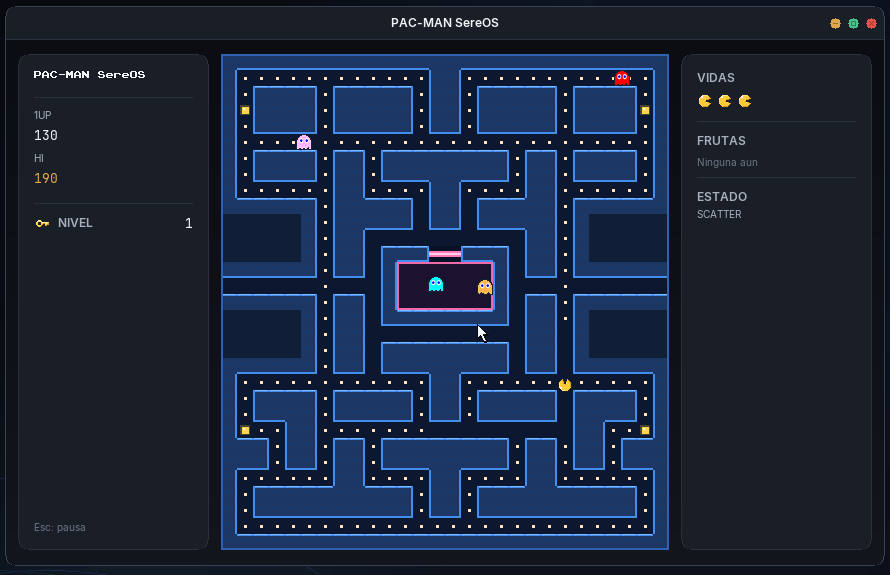 PAC-MAN SereOS
PAC-MAN SereOS
1UP
130
HI
190
NIVEL 1
Esc: pausa
VIDAS
FRUTAS
Ninguna aun
ESTADO
SCATTER